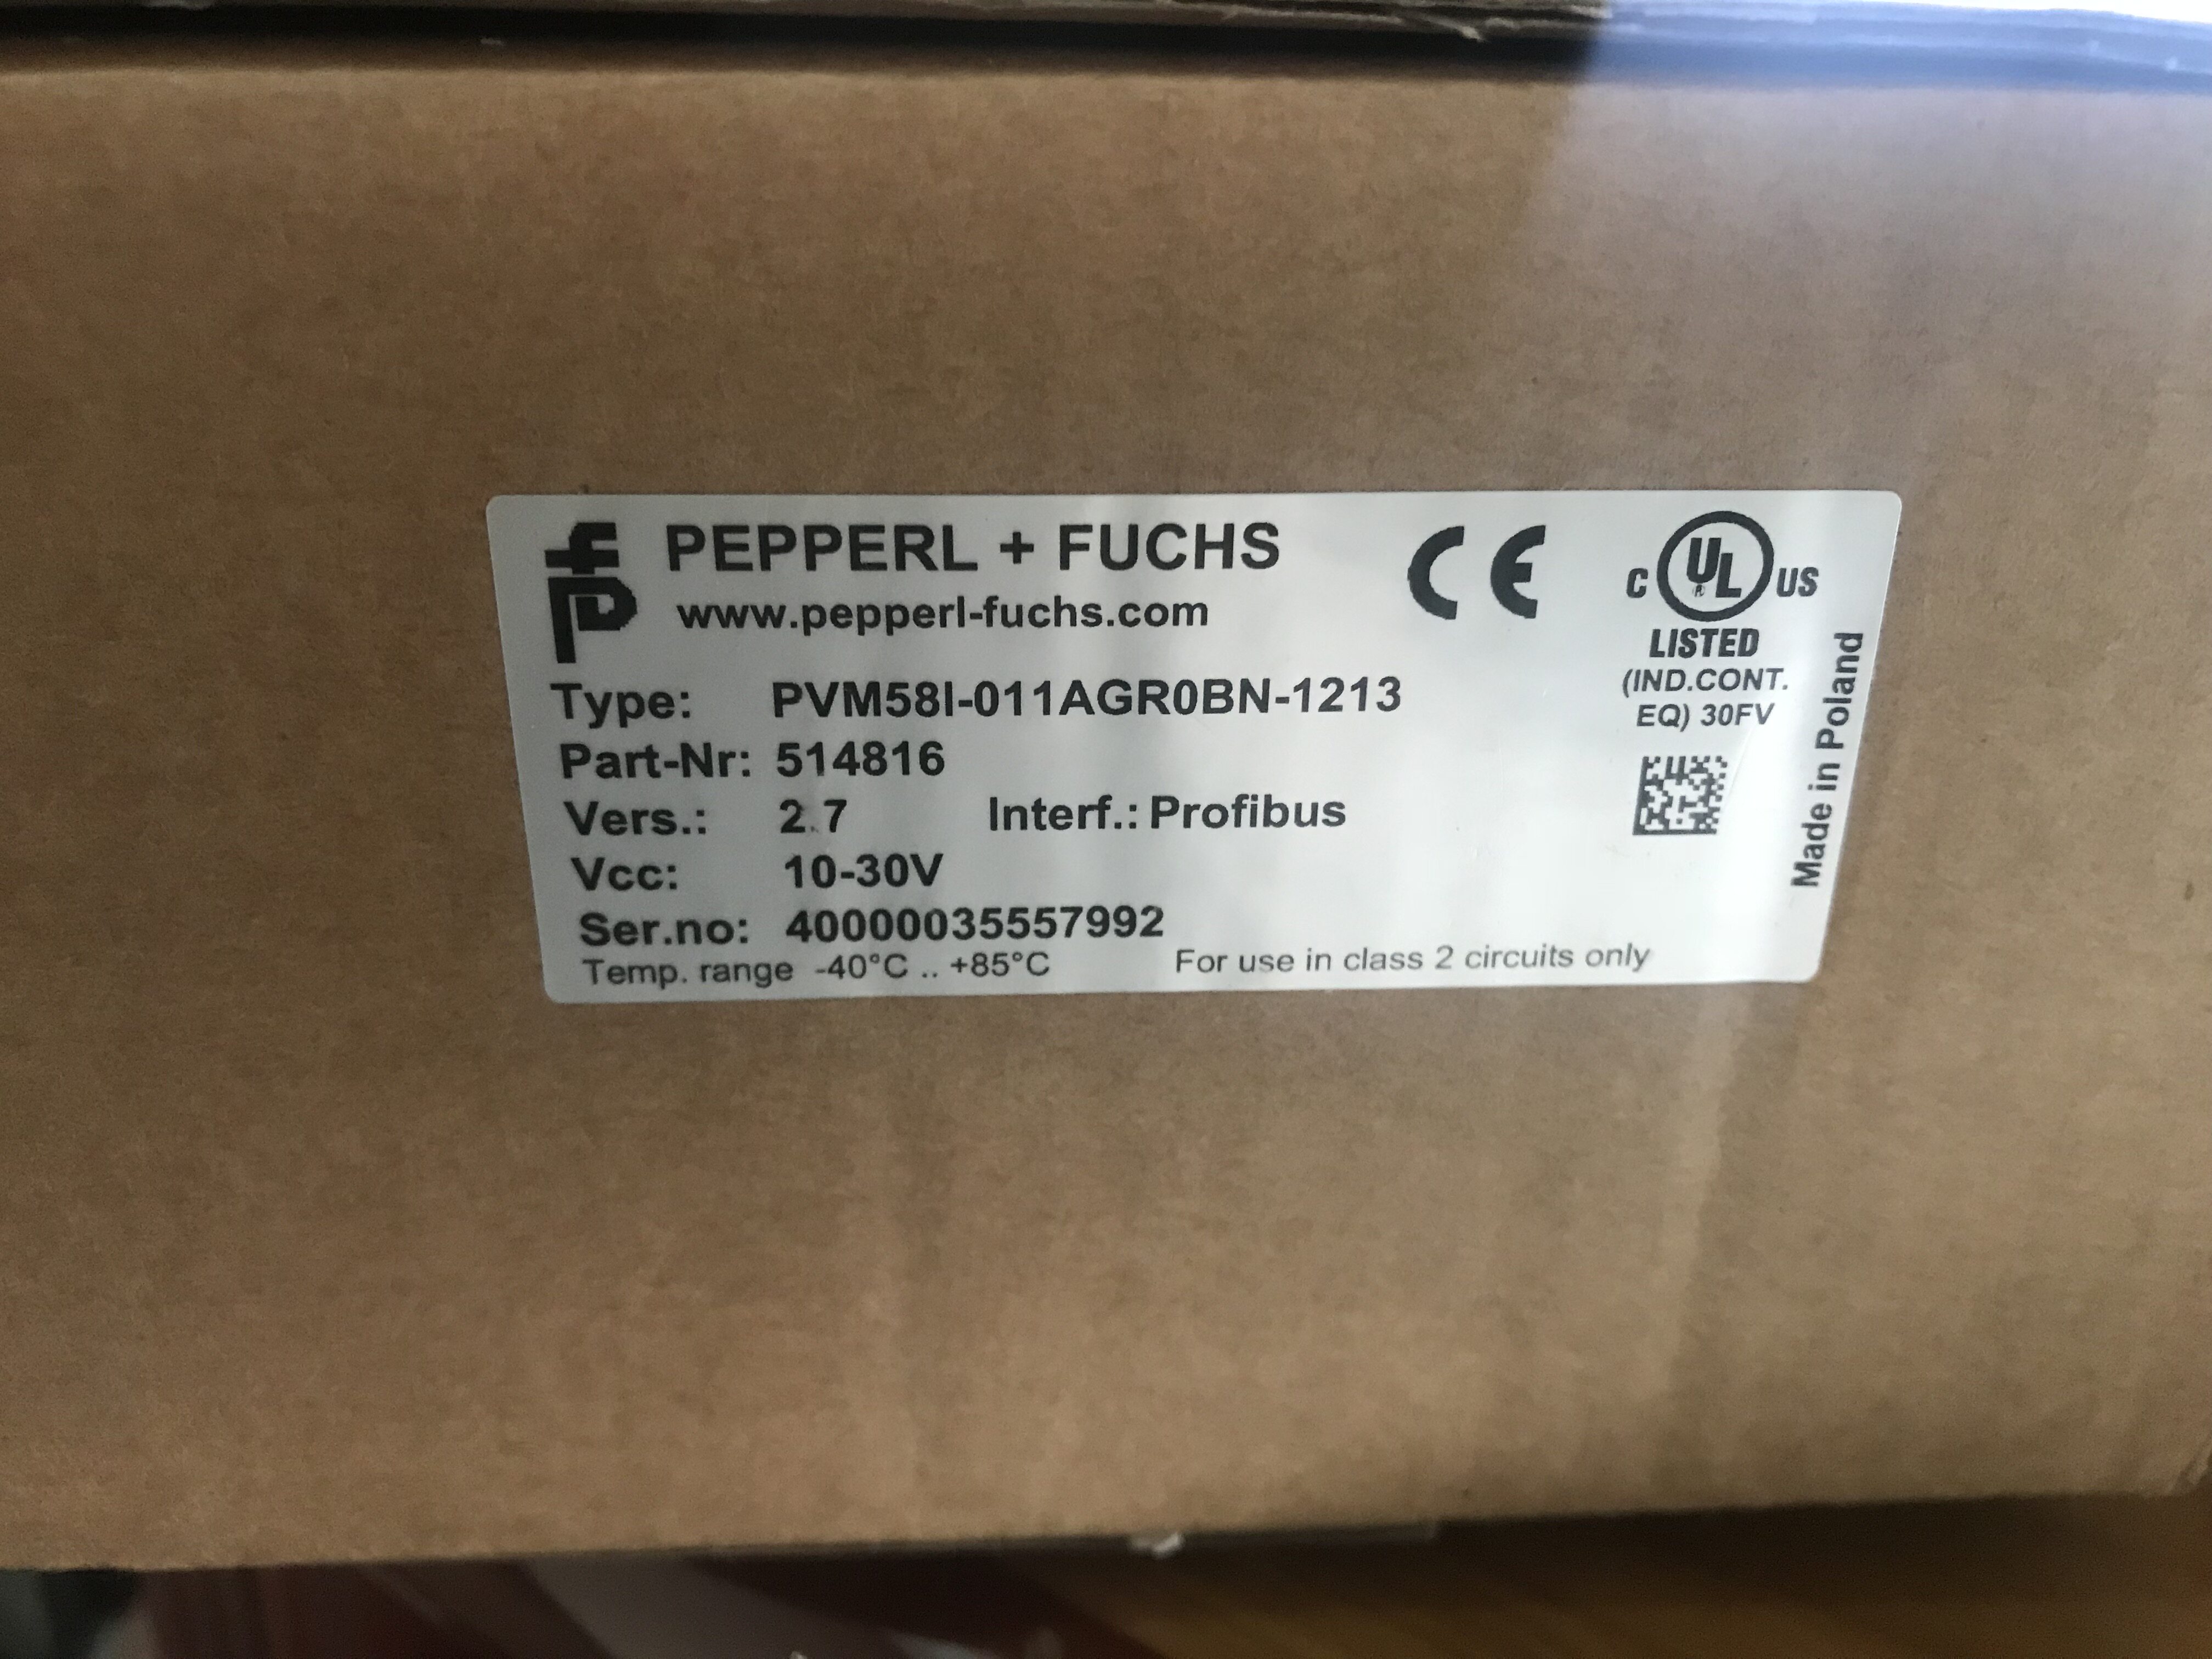 PEPPERL + FUCHS
www.pepperl-fuchs.com
CE
C UL US
®
LISTED
(IND.CONT.
EQ) 30FV
Type: PVM58I-011AGR0BN-1213
Part-Nr: 514816
Vers.: 2.7 Interf.: Profibus
Vcc: 10-30V
Ser.no: 40000035557992
Temp. range -40°C .. +85°C For use in class 2 circuits only
Made in Poland